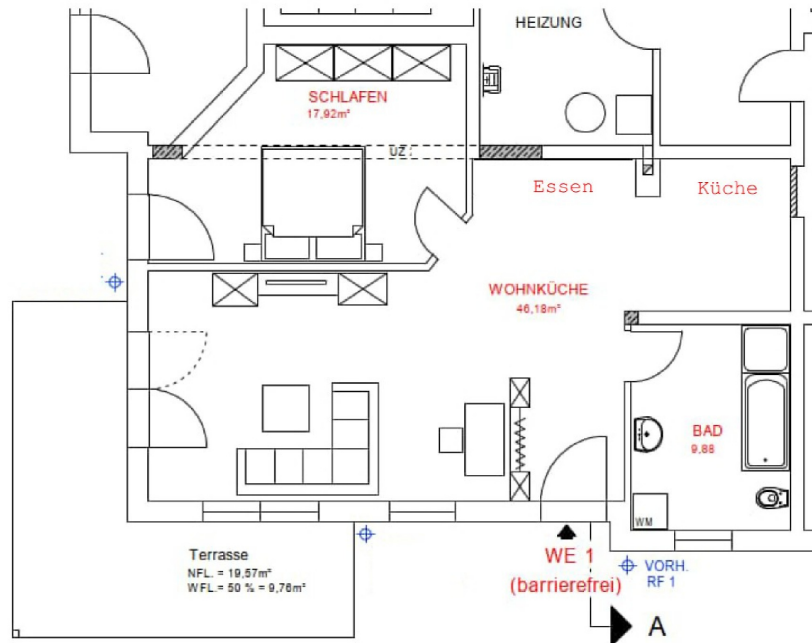 HEIZUNG
SCHLAFEN
17,92m²
UZ
Essen
Küche
WOHNKÜCHE
46,18m²
BAD
9,88
WM
Terrasse
NFL. = 19,57m²
WFL.= 50 % = 9,76m²
WE 1
(barrierefrei)
VORH.
RF 1
A